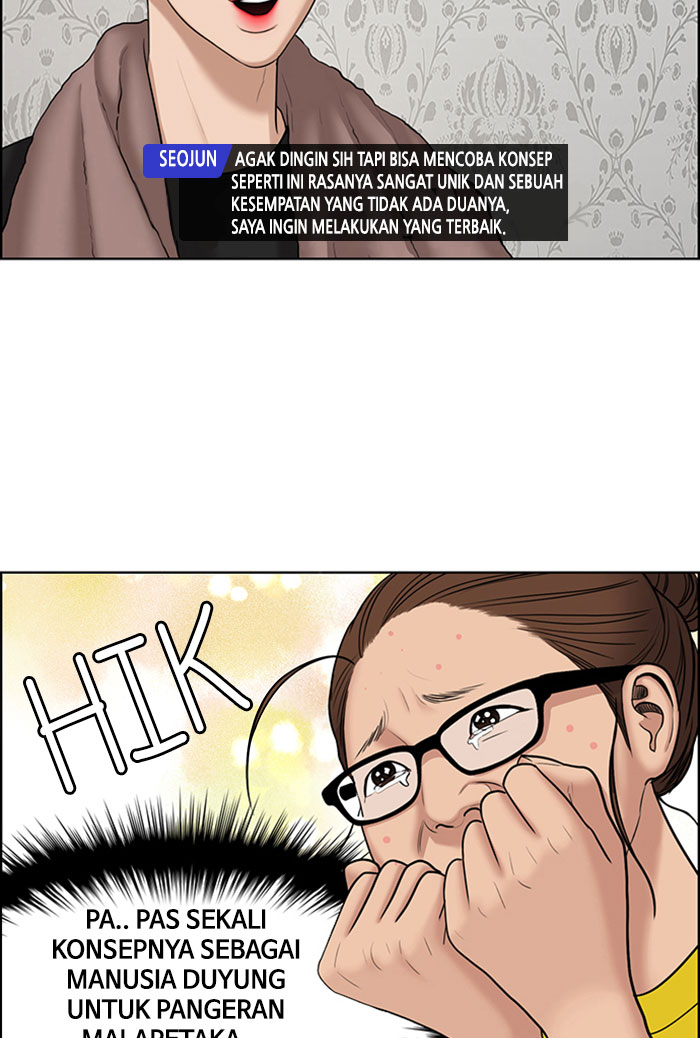 SEOJUN AGAK DINGIN SIH TAPI BISA MENCOBA KONSEP
SEPERTI INI RASANYA SANGAT UNIK DAN SEBUAH
KESEMPATAN YANG TIDAK ADA DUANYA,
SAYA INGIN MELAKUKAN YANG TERBAIK.
HIK
PA.. PAS SEKALI
KONSEPNYA SEBAGAI
MANUSIA DUYUNG
UNTUK PANGERAN
MALAPETAKA